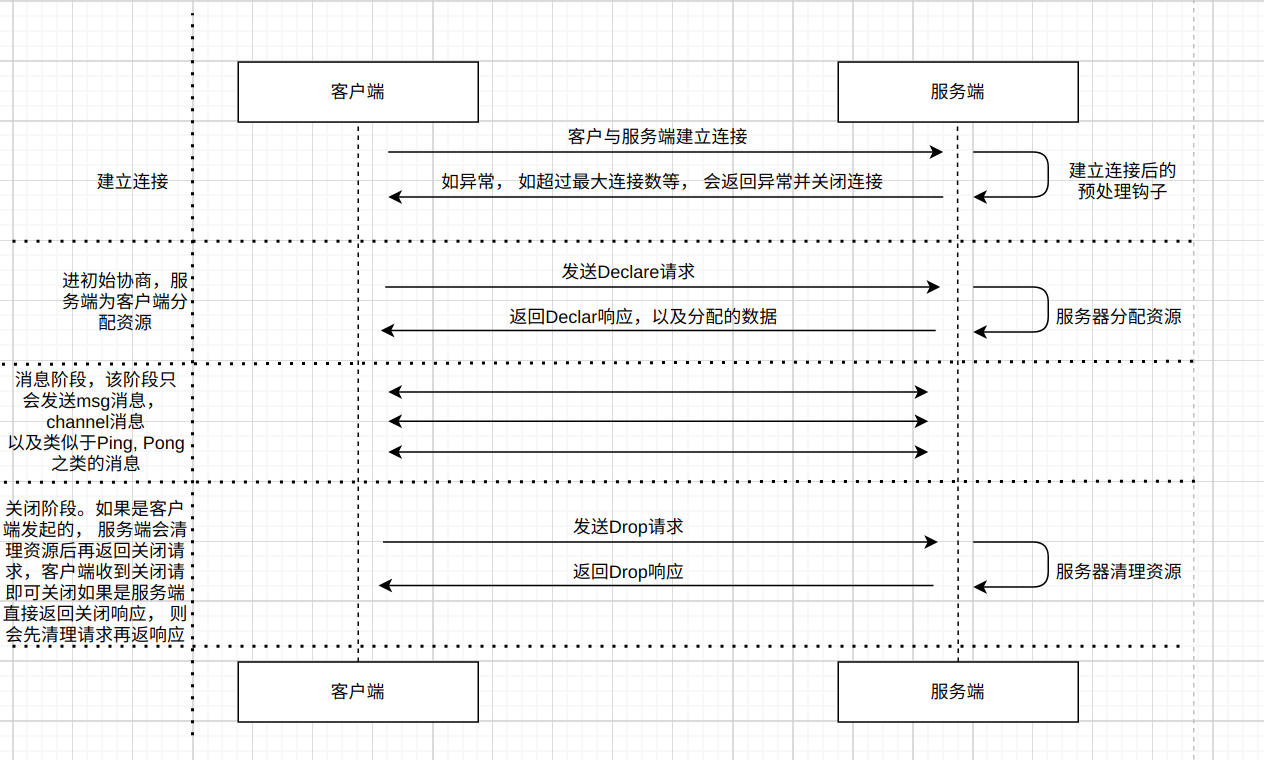 客户端
服务端
客户与服务端建立连接
建立连接
如异常， 如超过最大连接数等， 会返回异常并关闭连接
建立连接后的
预处理钩子
进初始协商，服
务端为客户端分
配资源
发送Declare请求
返回Declar响应，以及分配的数据
服务器分配资源
消息阶段，该阶段只
会发送msg消息，
channel消息
以及类似于Ping, Pong
之类的消息
关闭阶段。如果是客户
端发起的， 服务端会清
理资源后再返回关闭请
求，客户端收到关闭请
即可关闭如果是服务端
直接返回关闭响应， 则
会先清理请求再返响应
发送Drop请求
返回Drop响应
服务器清理资源
客户端
服务端